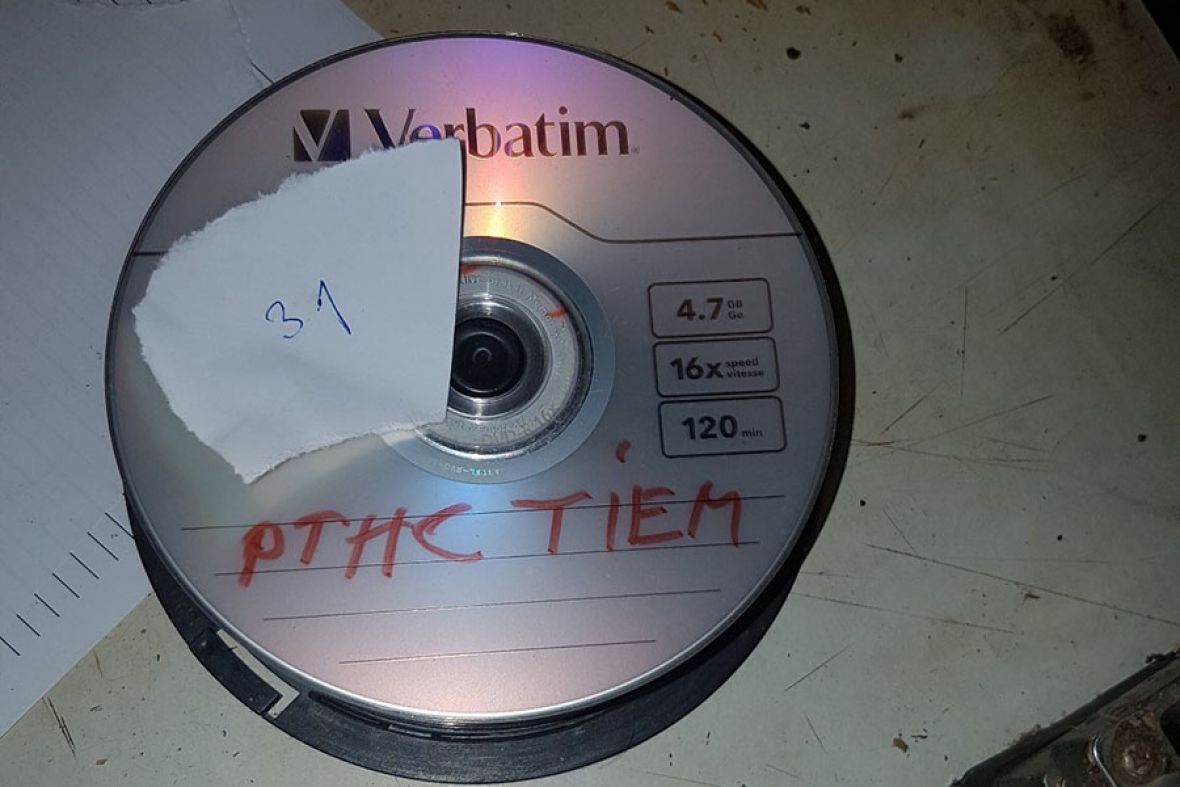 Verbatim
31
4.7 GB Go
16x speed vitesse
120 min
PTHC TIEM